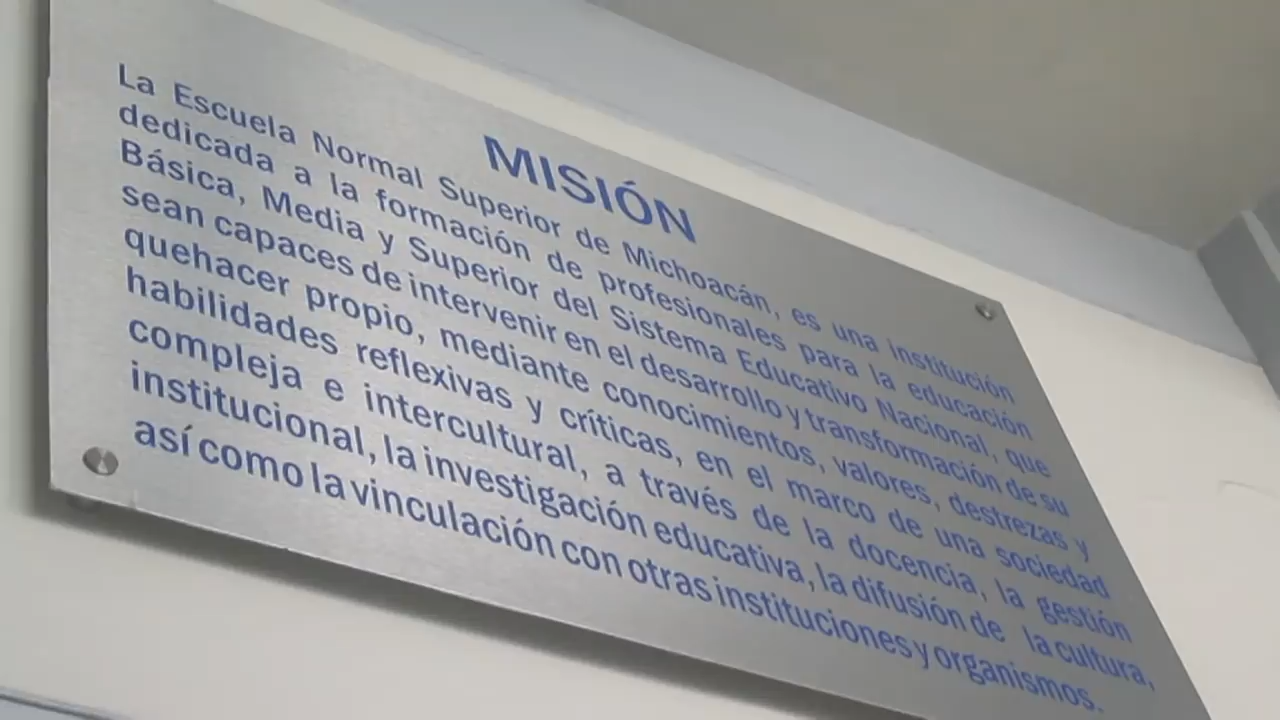 MISIÓN
La Escuela Normal Superior de Michoacán, es una institución
dedicada a la formación de profesionales para la educación
Básica, Media y Superior del Sistema Educativo Nacional, que
sean capaces de intervenir en el desarrollo y transformación de su
quehacer propio, mediante conocimientos, valores, destrezas y
habilidades reflexivas y críticas, en el marco de una sociedad
compleja e intercultural, a través de la docencia, la gestión
institucional, la investigación educativa, la difusión de la cultura,
así como la vinculación con otras instituciones y organismos.